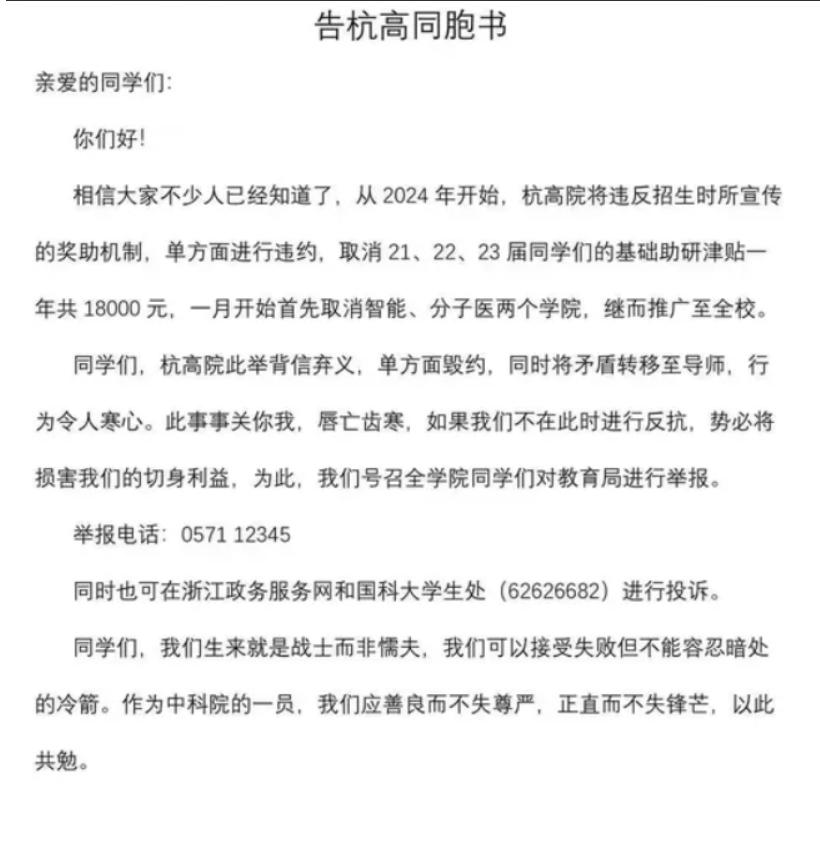 告杭高同胞书
亲爱的同学们：
你们好！
相信大家不少人已经知道了，从 2024 年开始，杭高院将违反招生时所宣传
的奖助机制，单方面进行违约，取消 21、22、23 届同学们的基础助研津贴一
年共 18000 元，一月开始首先取消智能、分子医两个学院，继而推广至全校。
同学们，杭高院此举背信弃义，单方面毁约，同时将矛盾转移至导师，行
为令人寒心。此事事关你我，唇亡齿寒，如果我们不在此时进行反抗，势必将
损害我们的切身利益，为此，我们号召全学院同学们对教育局进行举报。
举报电话：0571 12345
同时也可在浙江政务服务网和国科大学生处（62626682）进行投诉。
同学们，我们生来就是战士而非懦夫，我们可以接受失败但不能容忍暗处
的冷箭。作为中科院的一员，我们应善良而不失尊严，正直而不失锋芒，以此
共勉。